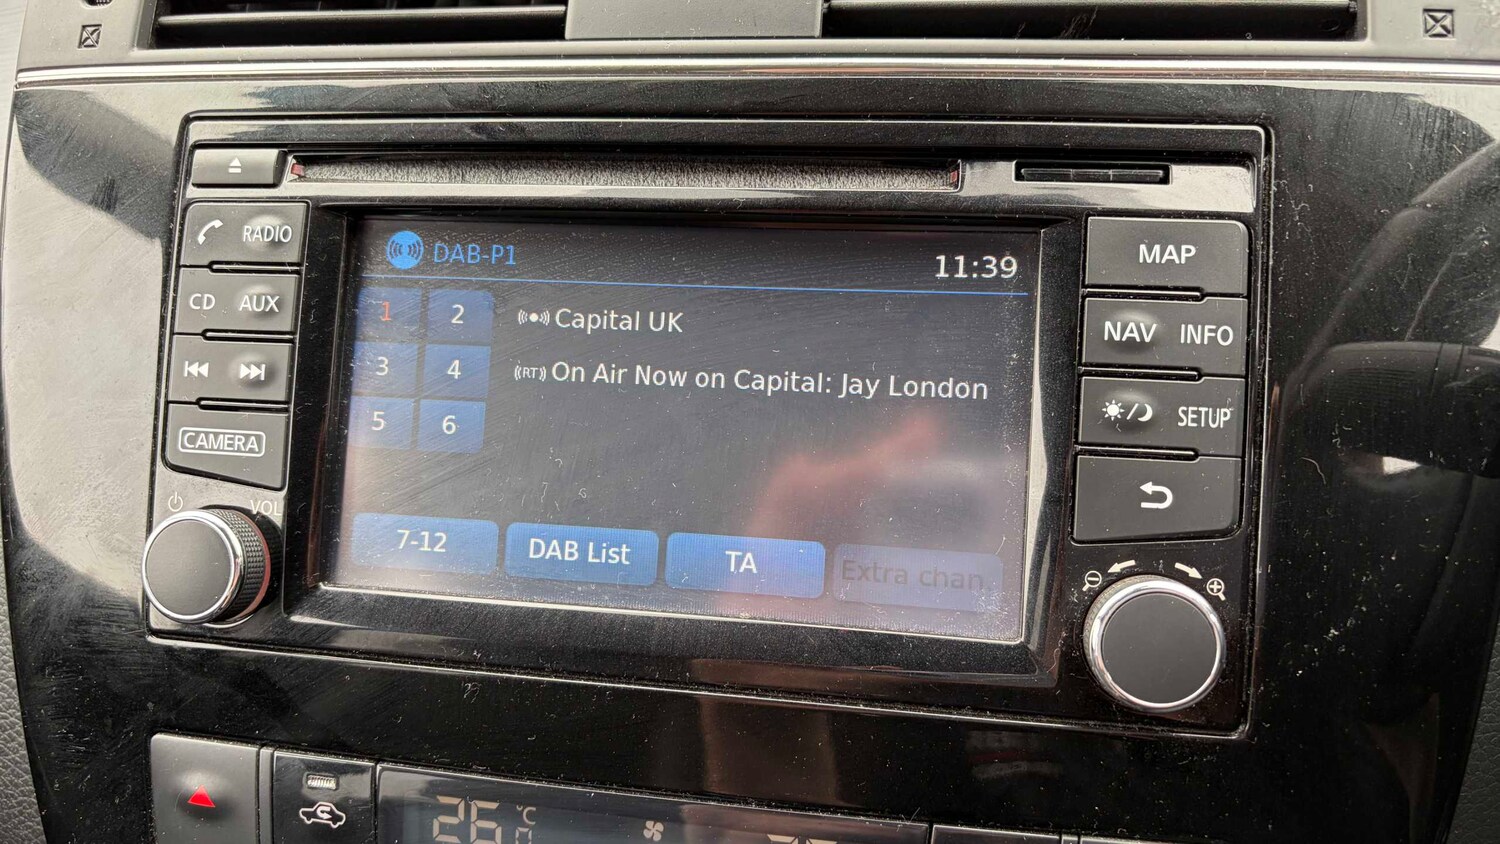 RADIO
CD AUX
CAMERA
VOL
DAB-P1
11:39
1 2
3 4
5 6
Capital UK
(RT) On Air Now on Capital: Jay London
7-12
DAB List
TA
Extra chan
MAP
NAV INFO
SETUP
26 °C